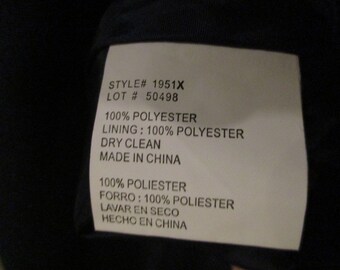 STYLE# 1951X
LOT # 50498
100% POLYESTER
LINING : 100% POLYESTER
DRY CLEAN
MADE IN CHINA
100% POLIESTER
FORRO : 100% POLIESTER
LAVAR EN SECO
HECHO EN CHINA